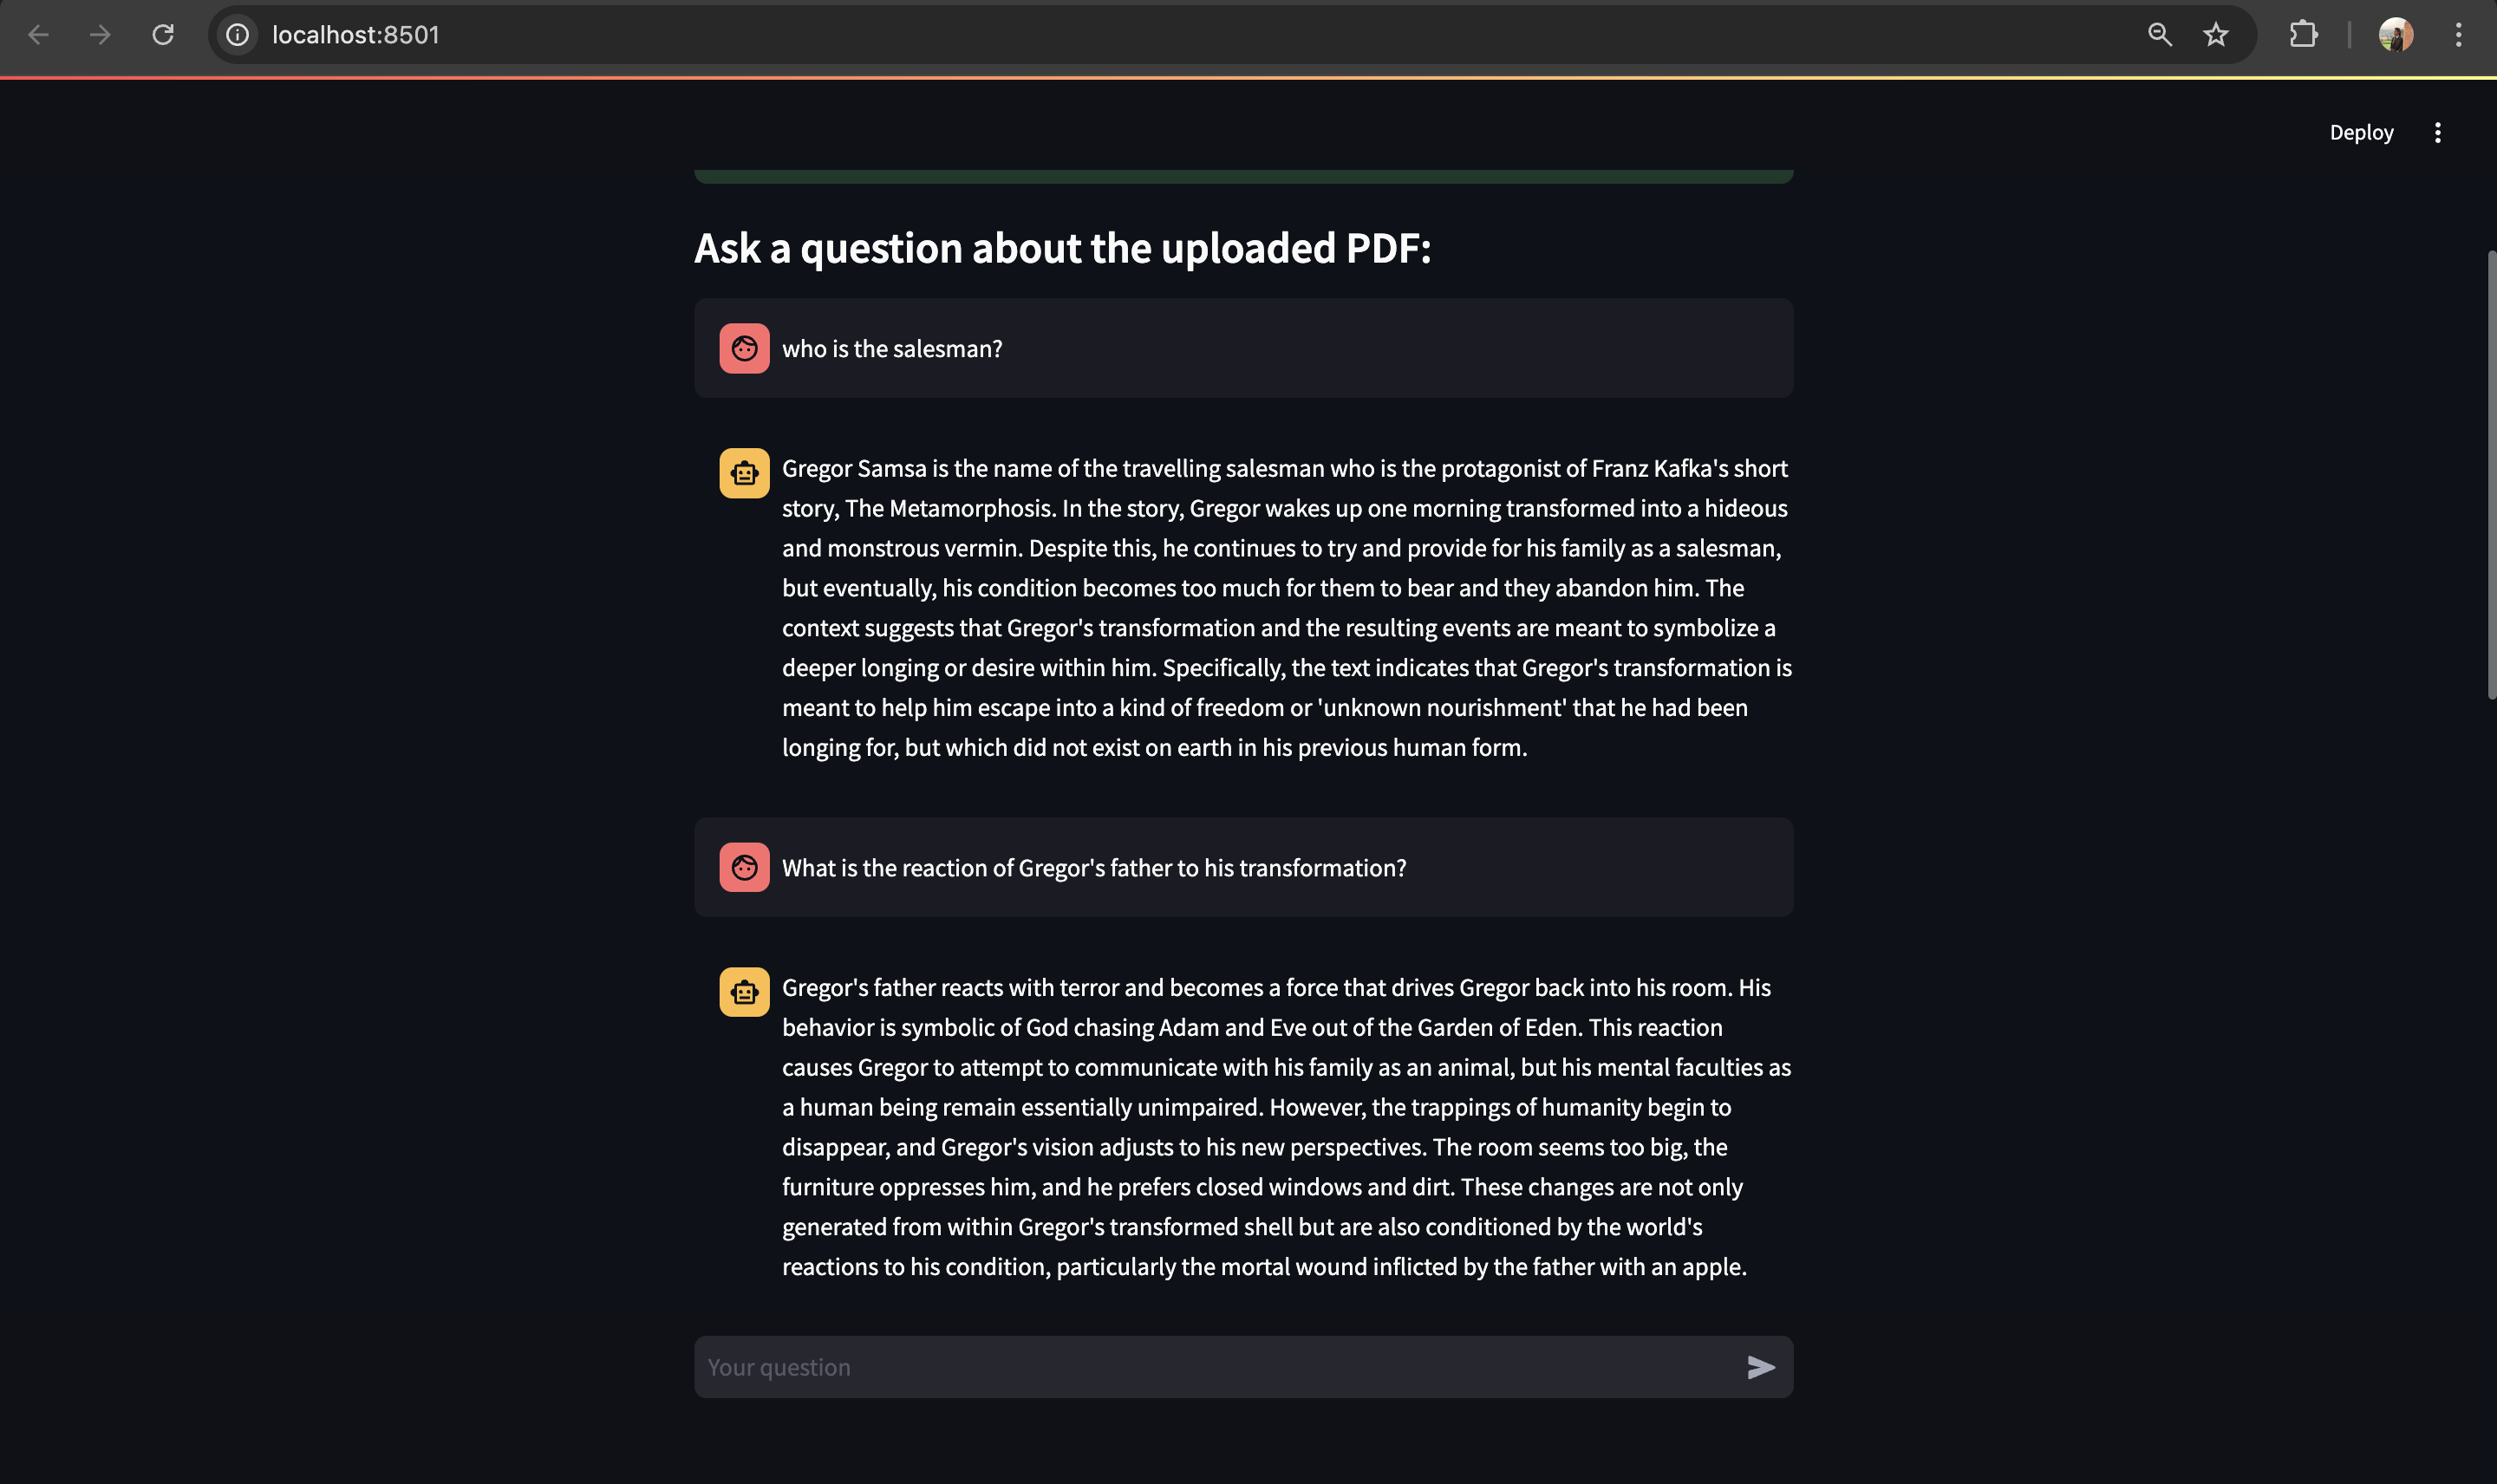 localhost:8501
Deploy
Ask a question about the uploaded PDF:
who is the salesman?
Gregor Samsa is the name of the travelling salesman who is the protagonist of Franz Kafka's short
story, The Metamorphosis. In the story, Gregor wakes up one morning transformed into a hideous
and monstrous vermin. Despite this, he continues to try and provide for his family as a salesman,
but eventually, his condition becomes too much for them to bear and they abandon him. The
context suggests that Gregor's transformation and the resulting events are meant to symbolize a
deeper longing or desire within him. Specifically, the text indicates that Gregor's transformation is
meant to help him escape into a kind of freedom or 'unknown nourishment' that he had been
longing for, but which did not exist on earth in his previous human form.
What is the reaction of Gregor's father to his transformation?
Gregor's father reacts with terror and becomes a force that drives Gregor back into his room. His
behavior is symbolic of God chasing Adam and Eve out of the Garden of Eden. This reaction
causes Gregor to attempt to communicate with his family as an animal, but his mental faculties as
a human being remain essentially unimpaired. However, the trappings of humanity begin to
disappear, and Gregor's vision adjusts to his new perspectives. The room seems too big, the
furniture oppresses him, and he prefers closed windows and dirt. These changes are not only
generated from within Gregor's transformed shell but are also conditioned by the world's
reactions to his condition, particularly the mortal wound inflicted by the father with an apple.
Your question